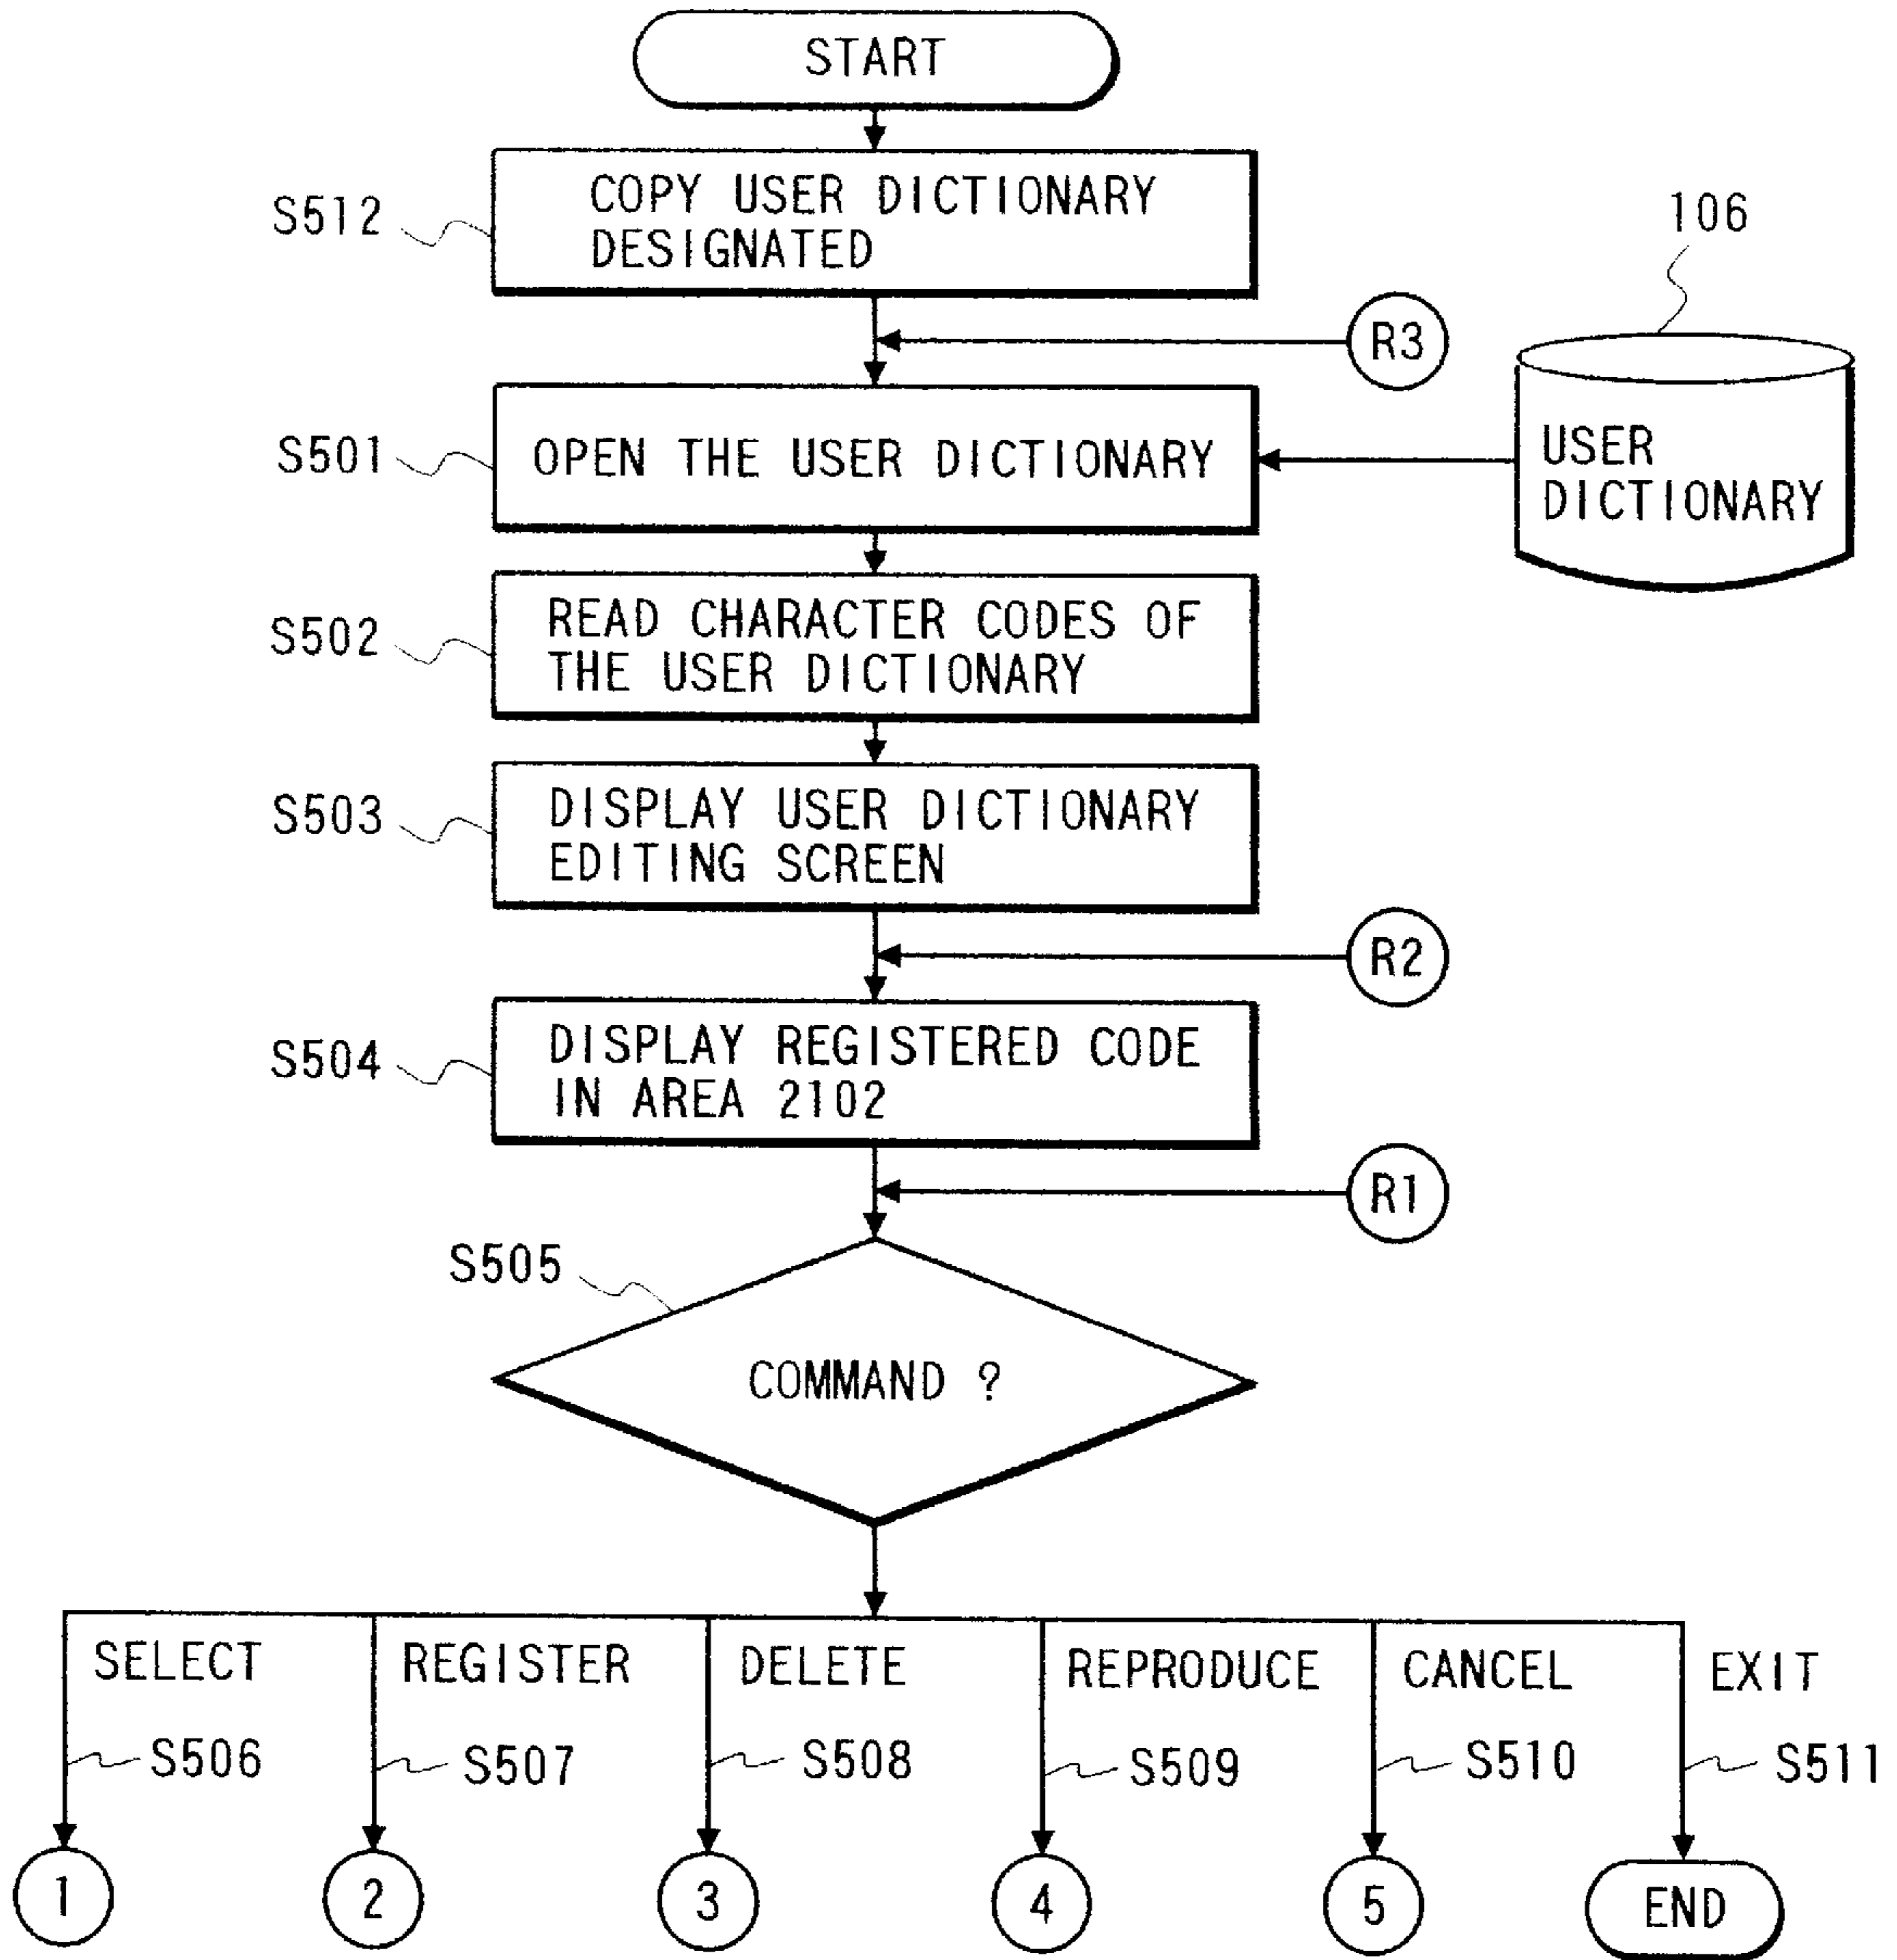 START
S512
COPY USER DICTIONARY
DESIGNATED
106
R3
S501
OPEN THE USER DICTIONARY
USER
DICTIONARY
S502
READ CHARACTER CODES OF
THE USER DICTIONARY
S503
DISPLAY USER DICTIONARY
EDITING SCREEN
R2
S504
DISPLAY REGISTERED CODE
IN AREA 2102
R1
S505
COMMAND ?
SELECT
REGISTER
DELETE
REPRODUCE
CANCEL
EXIT
S506
S507
S508
S509
S510
S511
1
2
3
4
5
END